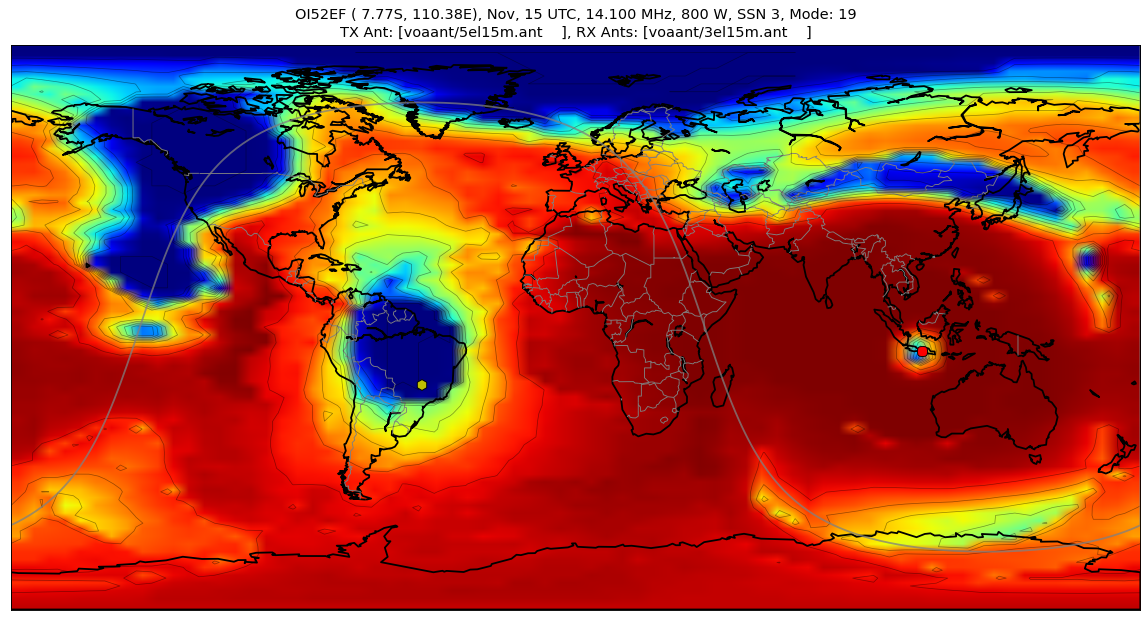 OI52EF ( 7.77S, 110.38E), Nov, 15 UTC, 14.100 MHz, 800 W, SSN 3, Mode: 19
TX Ant: [voaant/5el15m.ant    ], RX Ants: [voaant/3el15m.ant    ]